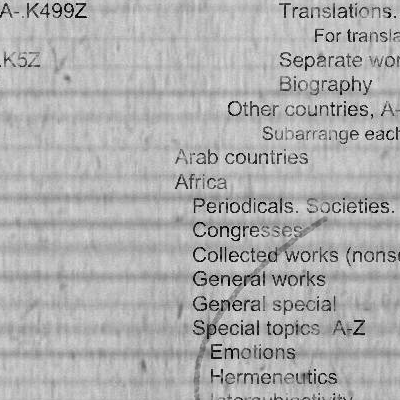 A-.K499Z Translations.
For transla
.K5Z Separate wor
Biography
Other countries, A-
Subarrange each
Arab countries
Africa
Periodicals. Societies.
Congresses
Collected works (nonse
General works
General special
Special topics A-Z
Emotions
Hermeneutics
Intersubjectivity